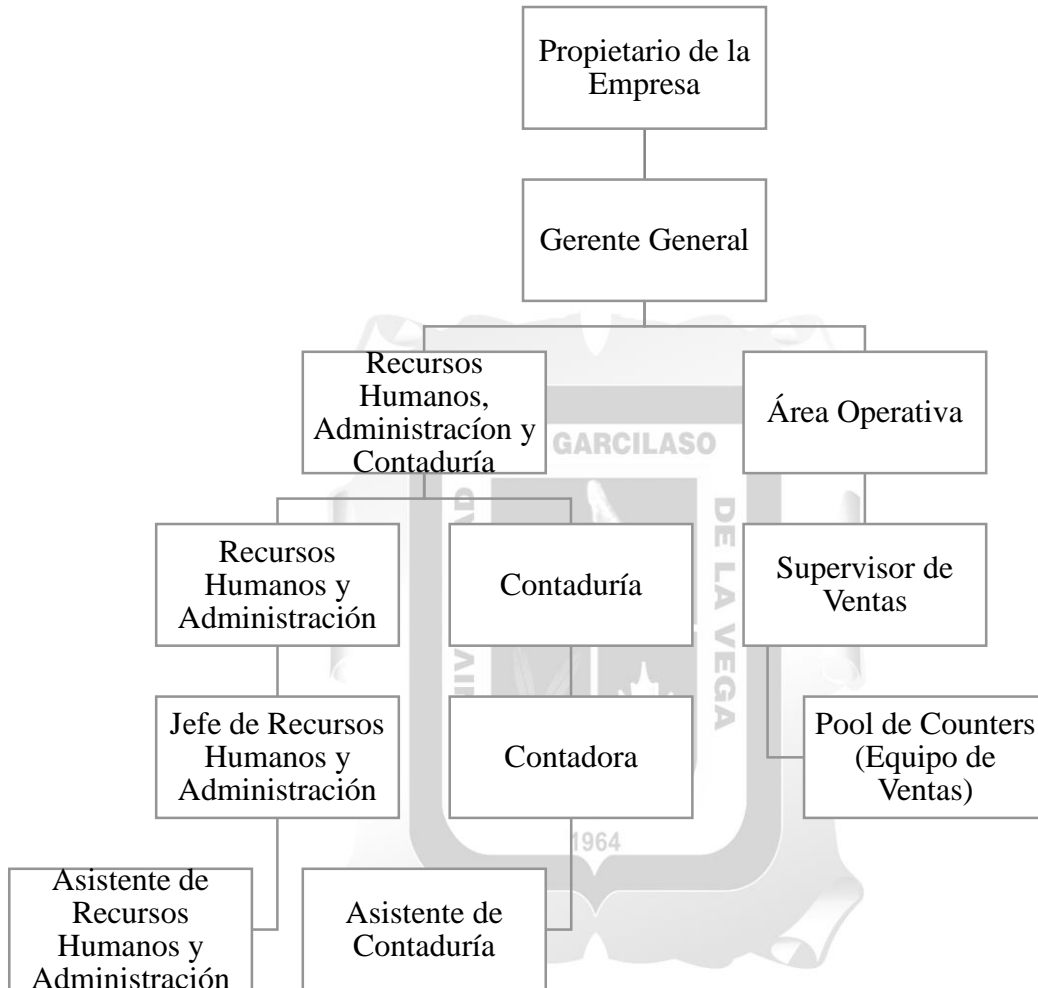 Propietario de la
Empresa
Gerente General
Recursos
Humanos,
Administracíon y
Contaduría
Área Operativa
GARCILASO
DE LA VEGA
Recursos
Humanos y
Administración
Contaduría
Supervisor de
Ventas
Jefe de Recursos
Humanos y
Administración
Contadora
Pool de Counters
(Equipo de
Ventas)
1964
Asistente de
Recursos
Humanos y
Administración
Asistente de
Contaduría